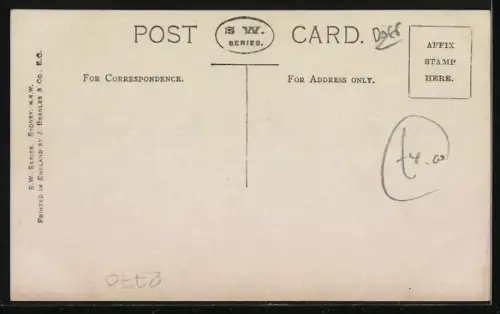 POST CARD.
S W.
SERIES.
AFFIX
STAMP
HERE.
FOR CORRESPONDENCE.
FOR ADDRESS ONLY.
S.W. SERIES. SYDNEY, N.S.W.
PRINTED IN ENGLAND BY J. BEAGLES & CO., E.C.